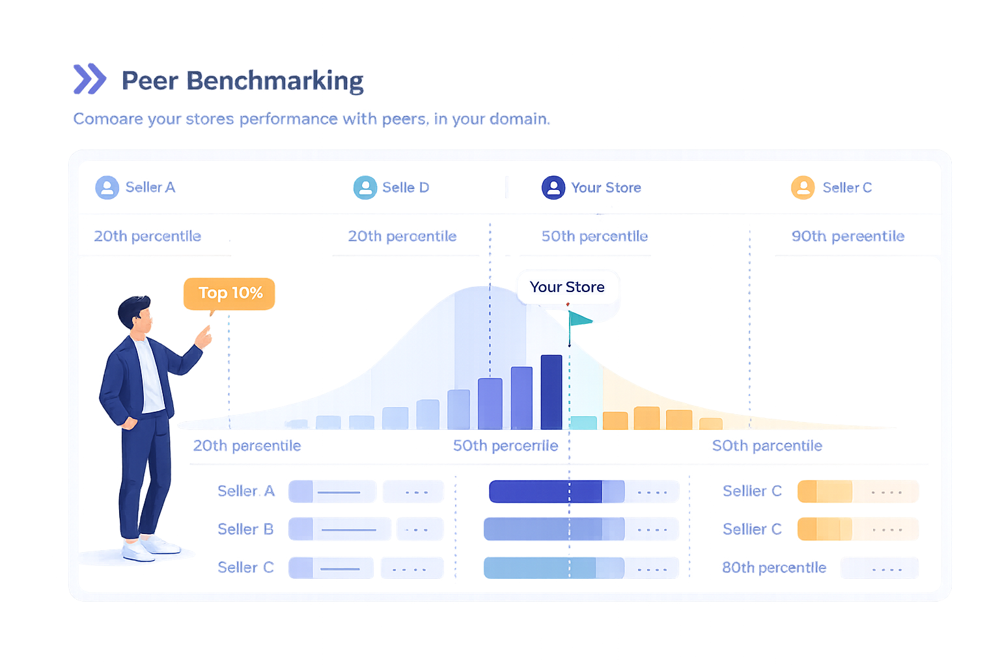 Peer Benchmarking
Comoare your stores performance with peers, in your domain.
Seller A
Selle D
Your Store
Seller C
20th percentile
20th percentile
50th percentile
90th pereentile
Top 10%
Your Store
20th parcentile
50th percerrile
SOth parcentile
Seller. A
Sellier C
Seller B
Sellier C
Seller C
80th percentile